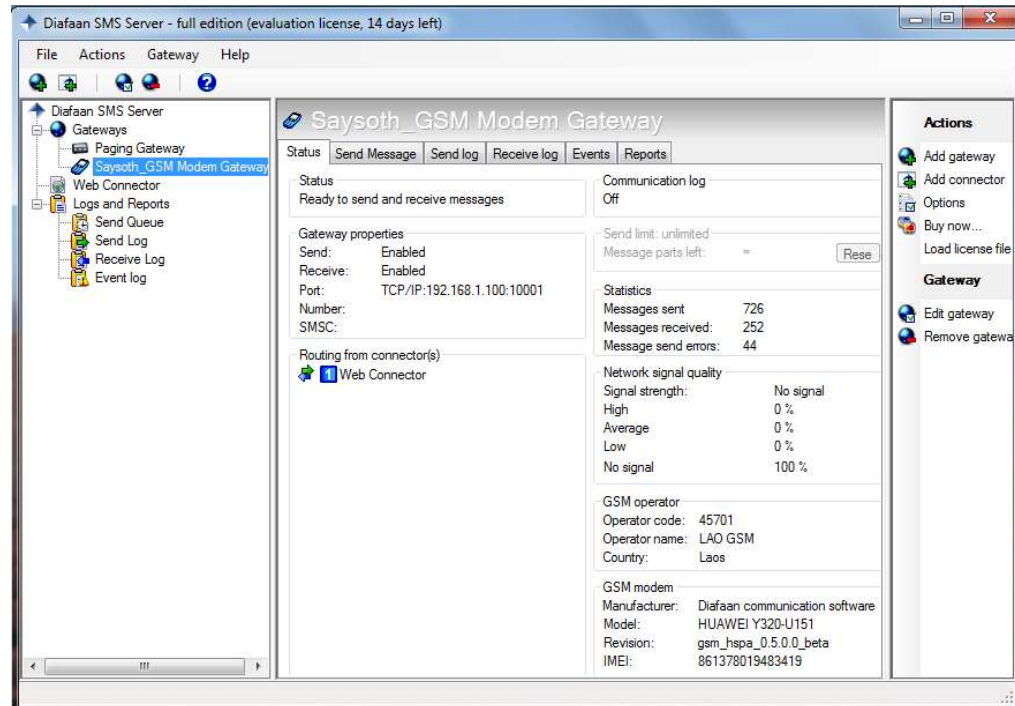 Diafaan SMS Server - full edition (evaluation license, 14 days left)
File Actions Gateway Help
Diafaan SMS Server
Gateways
Paging Gateway
Saysoth_GSM Modem Gateway
Web Connector
Logs and Reports
Send Queue
Send Log
Receive Log
Event log
Saysoth_GSM Modem Gateway
Status Send Message Send log Receive log Events Reports
Status
Ready to send and receive messages
Gateway properties
Send: Enabled
Receive: Enabled
Port: TCP/IP:192.168.1.100:10001
Number:
SMSC:
Routing from connector(s)
1 Web Connector
Communication log
Off
Send limit: unlimited
Message parts left: =
Rese
Statistics
Messages sent 726
Messages received: 252
Message send errors: 44
Network signal quality
Signal strength: No signal
High 0 %
Average 0 %
Low 0 %
No signal 100 %
GSM operator
Operator code: 45701
Operator name: LAO GSM
Country: Laos
GSM modem
Manufacturer: Diafaan communication software
Model: HUAWEI Y320-U151
Revision: gsm_hspa_0.5.0.0_beta
IMEI: 861378019483419
Actions
Add gateway
Add connector
Options
Buy now...
Load license file
Gateway
Edit gateway
Remove gatewa